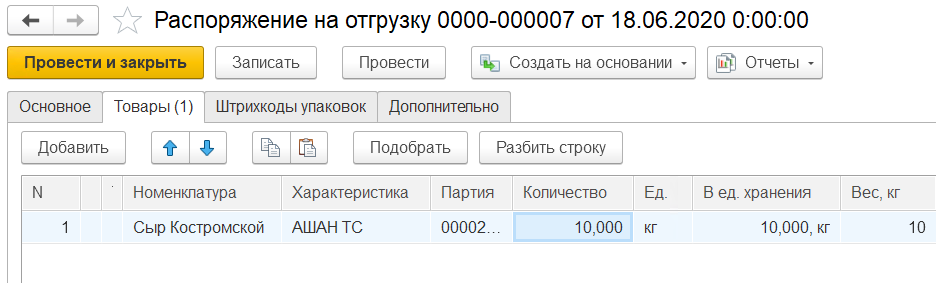 Распоряжение на отгрузку 0000-000007 от 18.06.2020 0:00:00
Провести и закрыть Записать Провести Создать на основании Отчеты
Основное Товары (1) Штрихкоды упаковок Дополнительно
Добавить Подобрать Разбить строку
N Номенклатура Характеристика Партия Количество Ед. В ед. хранения Вес, кг
1 Сыр Костромской АШАН ТС 00002... 10,000 кг 10,000, кг 10